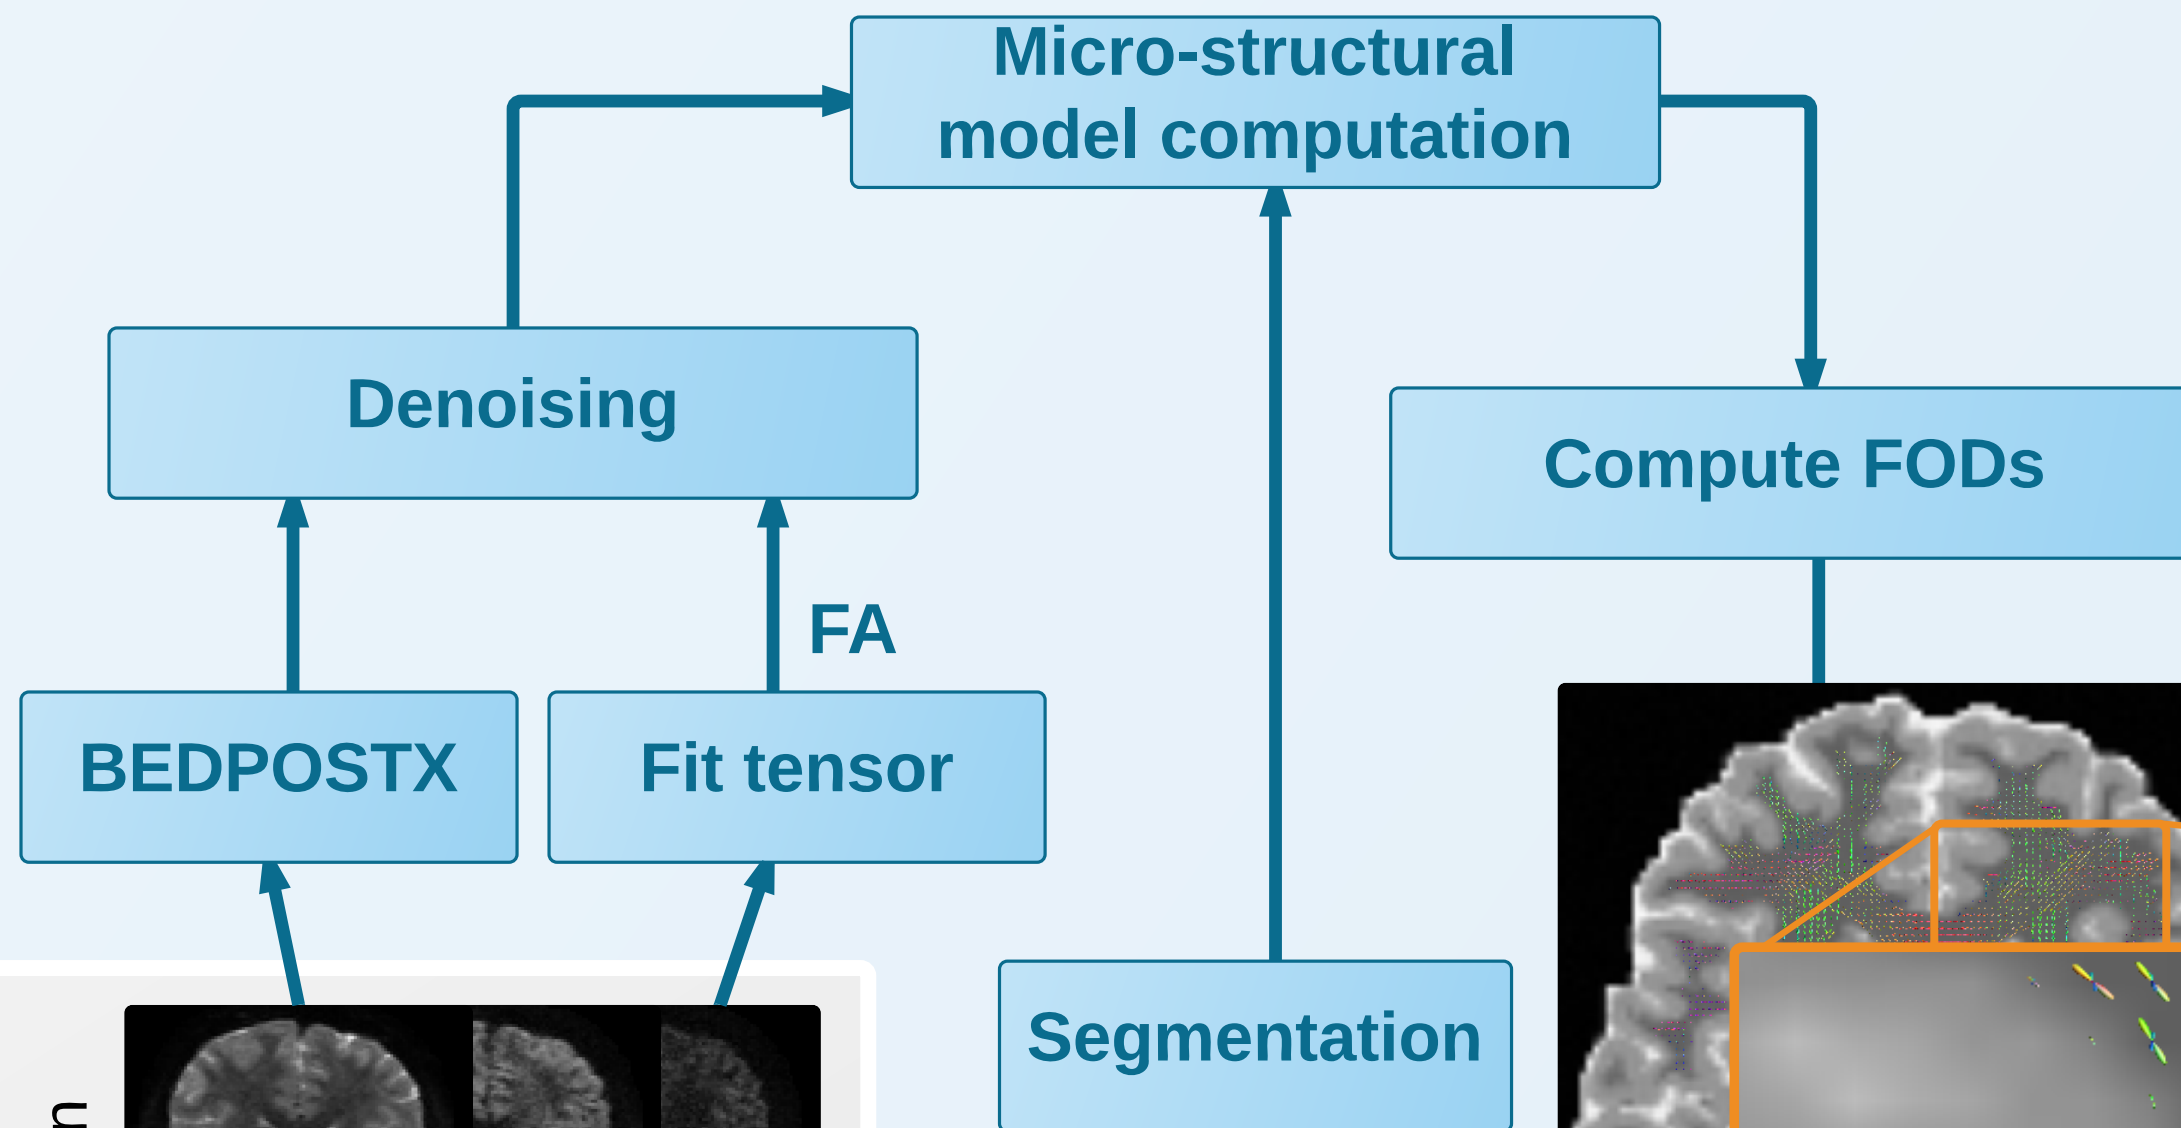 Micro-structural
model computation
Denoising
Compute FODs
FA
BEDPOSTX
Fit tensor
Segmentation